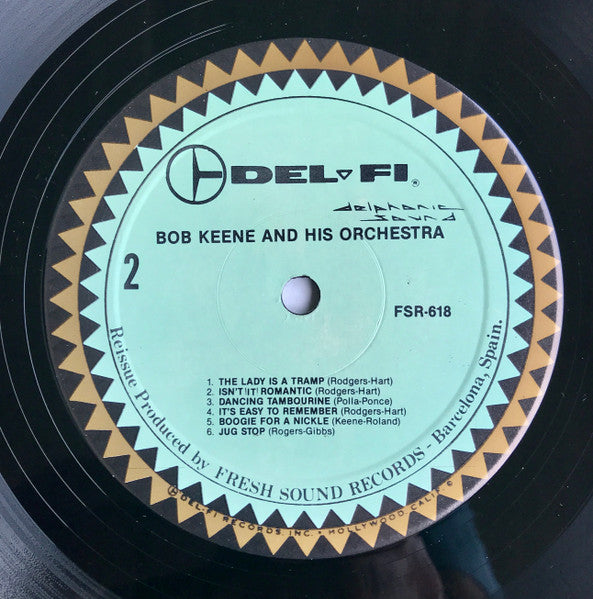 DEL-FI®
delphonic
sound
BOB KEENE AND HIS ORCHESTRA
2
FSR-618
1. THE LADY IS A TRAMP (Rodgers-Hart)
2. ISN'T IT ROMANTIC (Rodgers-Hart)
3. DANCING TAMBOURINE (Polla-Ponce)
4. IT'S EASY TO REMEMBER (Rodgers-Hart)
5. BOOGIE FOR A NICKLE (Keene-Roland)
6. JUG STOP (Rogers-Gibbs)
Reissue Produced by FRESH SOUND RECORDS - Barcelona, Spain.
© DEL-FI RECORDS, INC. • HOLLYWOOD CALIF ©